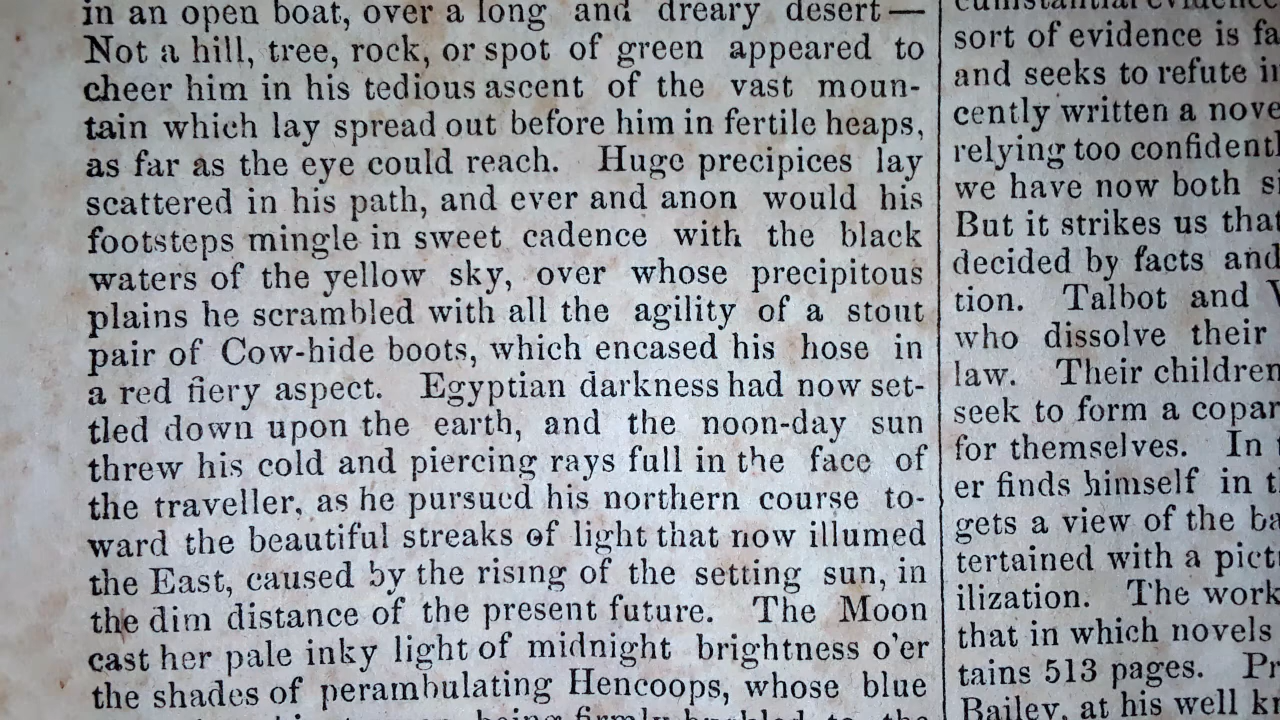 in an open boat, over a long and dreary desert—
Not a hill, tree, rock, or spot of green appeared to
cheer him in his tedious ascent of the vast moun-
tain which lay spread out before him in fertile heaps,
as far as the eye could reach. Huge precipices lay
scattered in his path, and ever and anon would his
footsteps mingle in sweet cadence with the black
waters of the yellow sky, over whose precipitous
plains he scrambled with all the agility of a stout
pair of Cow-hide boots, which encased his hose in
a red fiery aspect. Egyptian darkness had now set-
tled down upon the earth, and the noon-day sun
threw his cold and piercing rays full in the face of
the traveller, as he pursued his northern course to-
ward the beautiful streaks of light that now illumed
the East, caused by the rising of the setting sun, in
the dim distance of the present future. The Moon
cast her pale inky light of midnight brightness o'er
the shades of perambulating Hencoops, whose blue
being firmly buckled to the
sort of evidence is
and seeks to refute
cently written a
relying too
we have now both
But it strikes us
decided by facts and
tion. Talbot and
who dissolve their
law. Their children
seek to form a
for themselves. In
er finds himself in
gets a view of the
tertained with a
ilization. The work
that in which novels
tains 513 pages.
Bailey, at his well